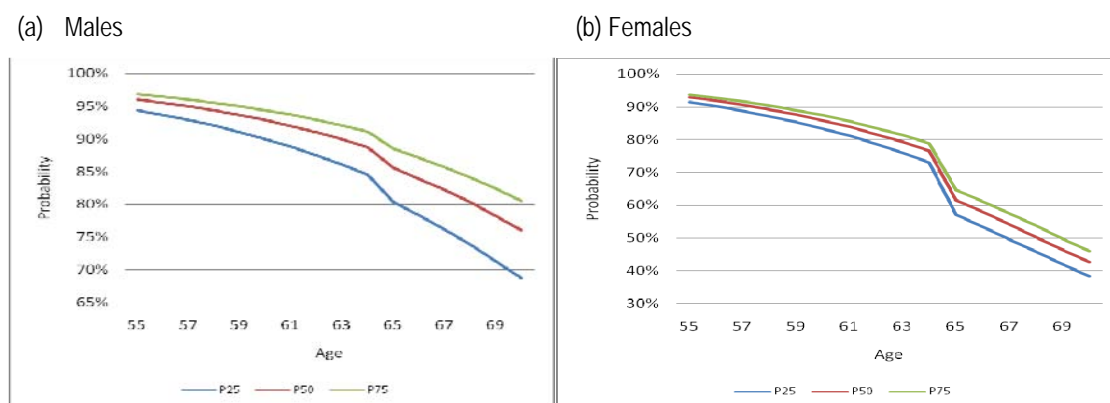 (a) Males
100%
95%
90%
85%
80%
75%
70%
65%
Probability
55 57 59 61 63 65 67 69
Age
P25 P50 P75
(b) Females
100%
90%
80%
70%
60%
50%
40%
30%
Probability
55 57 59 61 63 65 67 69
Age
P25 P50 P75